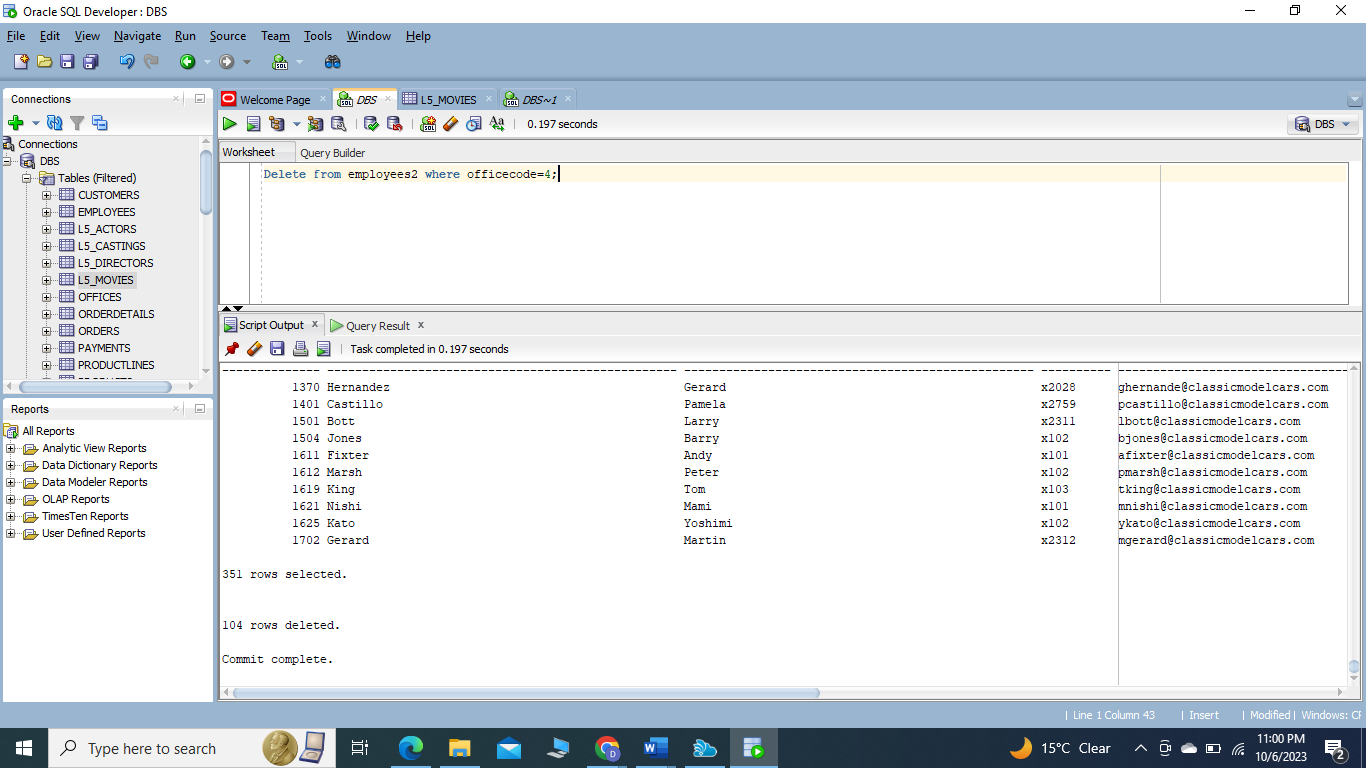 Oracle SQL Developer : DBS
File Edit View Navigate Run Source Team Tools Window Help
Connections
Connections
DBS
Tables (Filtered)
CUSTOMERS
EMPLOYEES
L5_ACTORS
L5_CASTINGS
L5_DIRECTORS
L5_MOVIES
OFFICES
ORDERDETAILS
ORDERS
PAYMENTS
PRODUCTLINES
Reports
All Reports
Analytic View Reports
Data Dictionary Reports
Data Modeler Reports
OLAP Reports
TimesTen Reports
User Defined Reports
Welcome Page DBS L5_MOVIES DBS~1
0.197 seconds DBS
Worksheet Query Builder
Delete from employees2 where officecode=4;
Script Output x Query Result x
Task completed in 0.197 seconds
1370 Hernandez Gerard x2028 ghernande@classicmodelcars.com
1401 Castillo Pamela x2759 pcastillo@classicmodelcars.com
1501 Bott Larry x2311 lbott@classicmodelcars.com
1504 Jones Barry x102 bjones@classicmodelcars.com
1611 Fixter Andy x101 afixter@classicmodelcars.com
1612 Marsh Peter x102 pmarsh@classicmodelcars.com
1619 King Tom x103 tking@classicmodelcars.com
1621 Nishi Mami x101 mnishi@classicmodelcars.com
1625 Kato Yoshimi x102 ykato@classicmodelcars.com
1702 Gerard Martin x2312 mgerard@classicmodelcars.com
351 rows selected.
104 rows deleted.
Commit complete.
Line 1 Column 43 | Insert | Modified | Windows:
Type here to search
15°C Clear
11:00 PM
10/6/2023
2